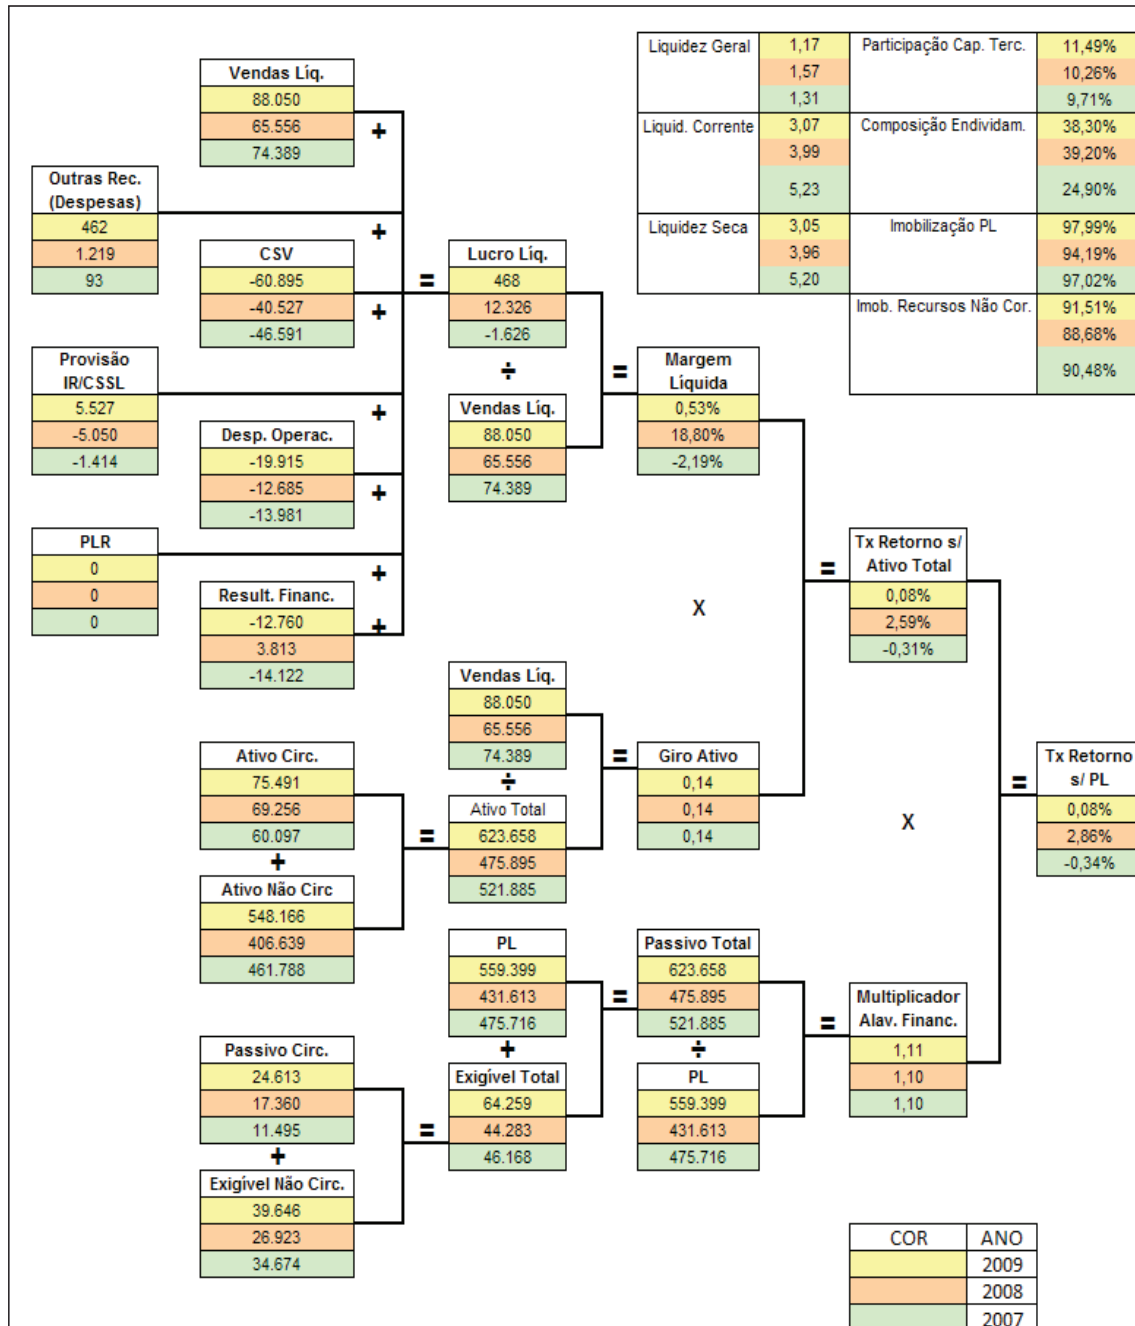 Liquidez Geral 1,17 Participação Cap. Terc. 11,49%
1,57 10,26%
1,31 9,71%
Liquid. Corrente 3,07 Composição Endividam. 38,30%
3,99 39,20%
5,23 24,90%
Liquidez Seca 3,05 Imobilização PL 97,99%
3,96 94,19%
5,20 97,02%
Imob. Recursos Não Cor. 91,51%
88,68%
90,48%
Vendas Líq.
88.050
65.556
74.389
+
Outras Rec.
(Despesas)
462
1.219
93
+
CSV
-60.895
-40.527
-46.591
+
Provisão
IR/CSSL
5.527
-5.050
-1.414
+
Desp. Operac.
-19.915
-12.685
-13.981
+
PLR
0
0
0
+
Result. Financ.
-12.760
3.813
-14.122
+
=
Lucro Líq.
468
12.326
-1.626
÷
Vendas Líq.
88.050
65.556
74.389
=
Margem
Líquida
0,53%
18,80%
-2,19%
X
Vendas Líq.
88.050
65.556
74.389
÷
Ativo Circ.
75.491
69.256
60.097
+
Ativo Não Circ
548.166
406.639
461.788
=
Ativo Total
623.658
475.895
521.885
=
Giro Ativo
0,14
0,14
0,14
=
Tx Retorno s/
Ativo Total
0,08%
2,59%
-0,31%
X
PL
559.399
431.613
475.716
+
Passivo Circ.
24.613
17.360
11.495
+
Exigível Não Circ.
39.646
26.923
34.674
=
Exigível Total
64.259
44.283
46.168
=
Passivo Total
623.658
475.895
521.885
÷
PL
559.399
431.613
475.716
=
Multiplicador
Alav. Financ.
1,11
1,10
1,10
=
Tx Retorno
s/ PL
0,08%
2,86%
-0,34%
COR ANO
2009
2008
2007